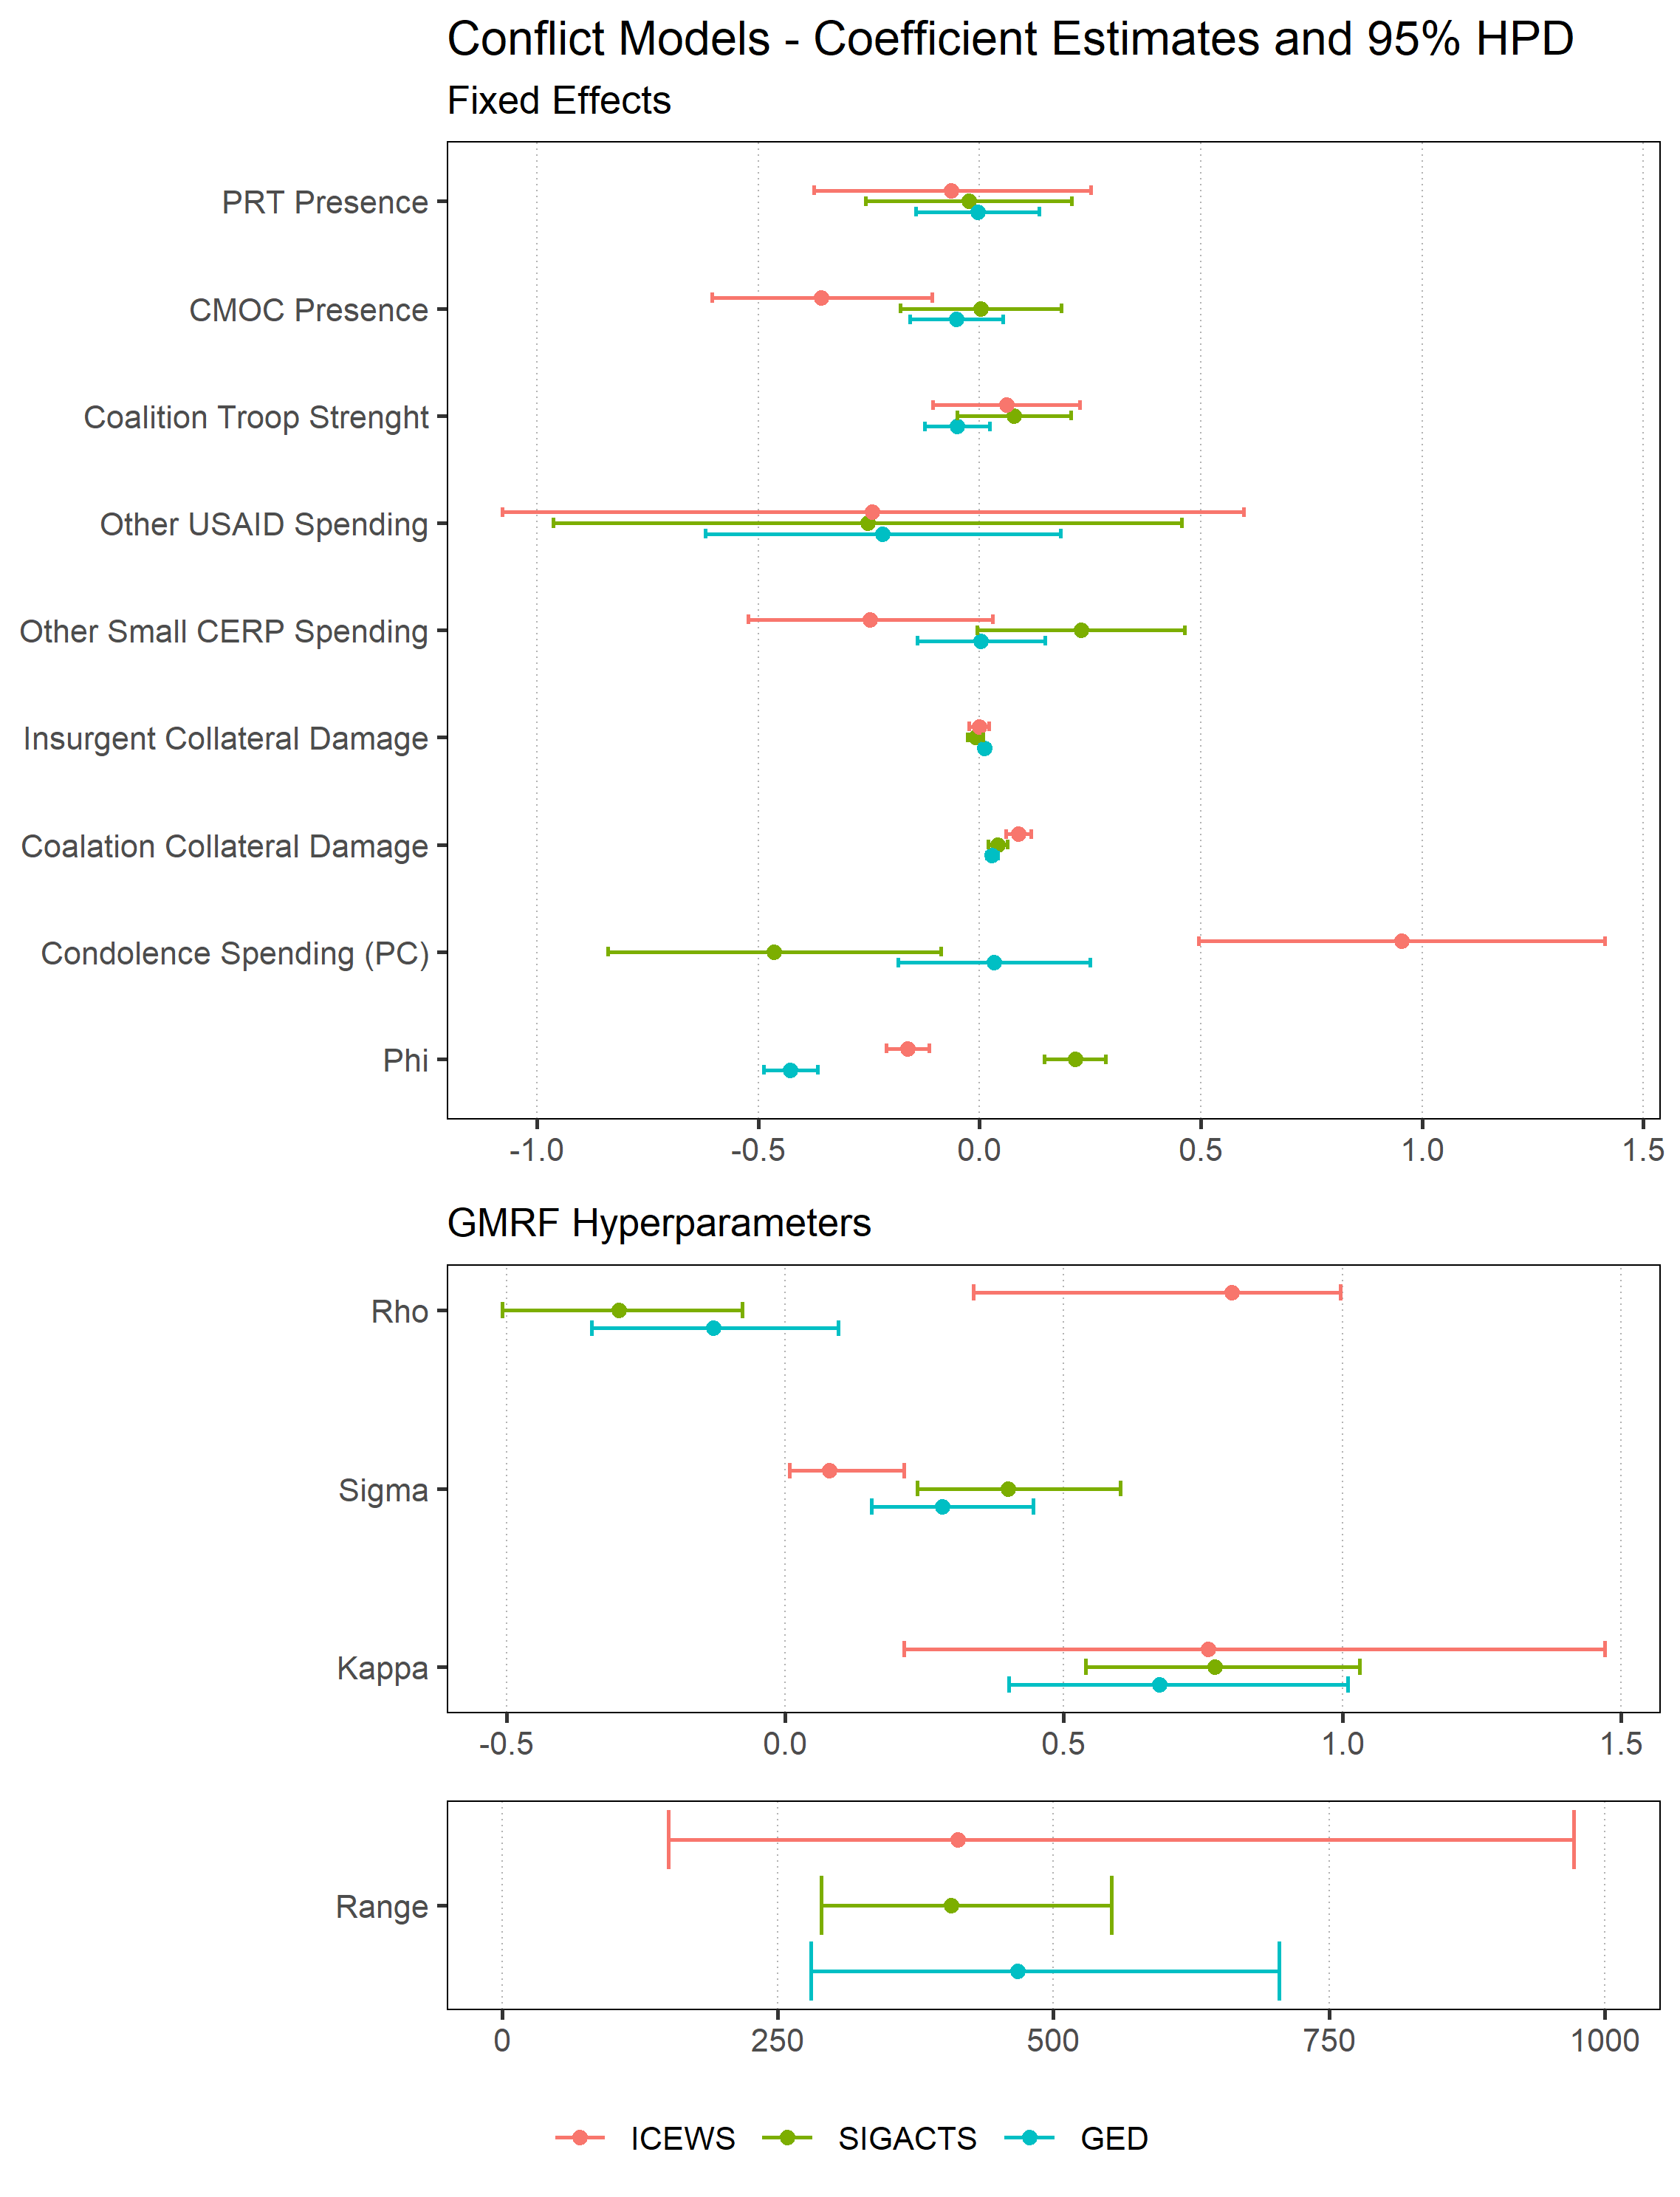 Conflict Models - Coefficient Estimates and 95% HPD
Fixed Effects
PRT Presence
CMOC Presence
Coalition Troop Strenght
Other USAID Spending
Other Small CERP Spending
Insurgent Collateral Damage
Coalation Collateral Damage
Condolence Spending (PC)
Phi
-1.0 -0.5 0.0 0.5 1.0 1.5
GMRF Hyperparameters
Rho
Sigma
Kappa
-0.5 0.0 0.5 1.0 1.5
Range
0 250 500 750 1000
ICEWS SIGACTS GED